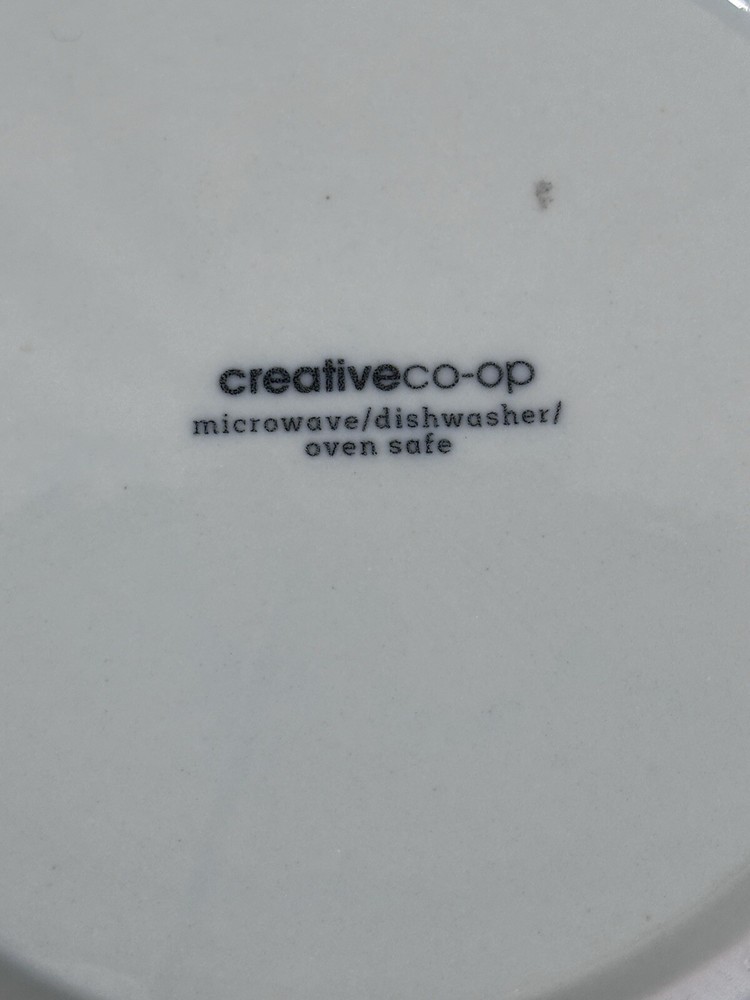 creativeco-op
microwave/dishwasher/
oven safe